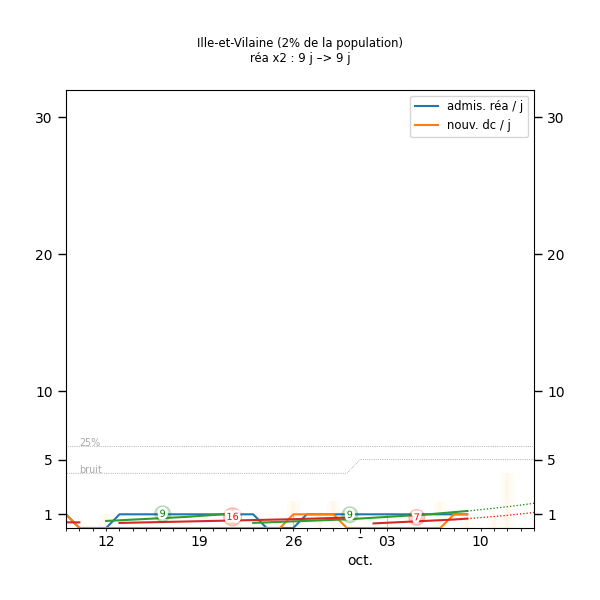 Ille-et-Vilaine (2% de la population)
réa x2 : 9 j –> 9 j
admis. réa / j
nouv. dc / j
30 30
20 20
10 10
25%
5 5
bruit
1 9 16 9 7 1
12 19 26 - 03 10
oct.